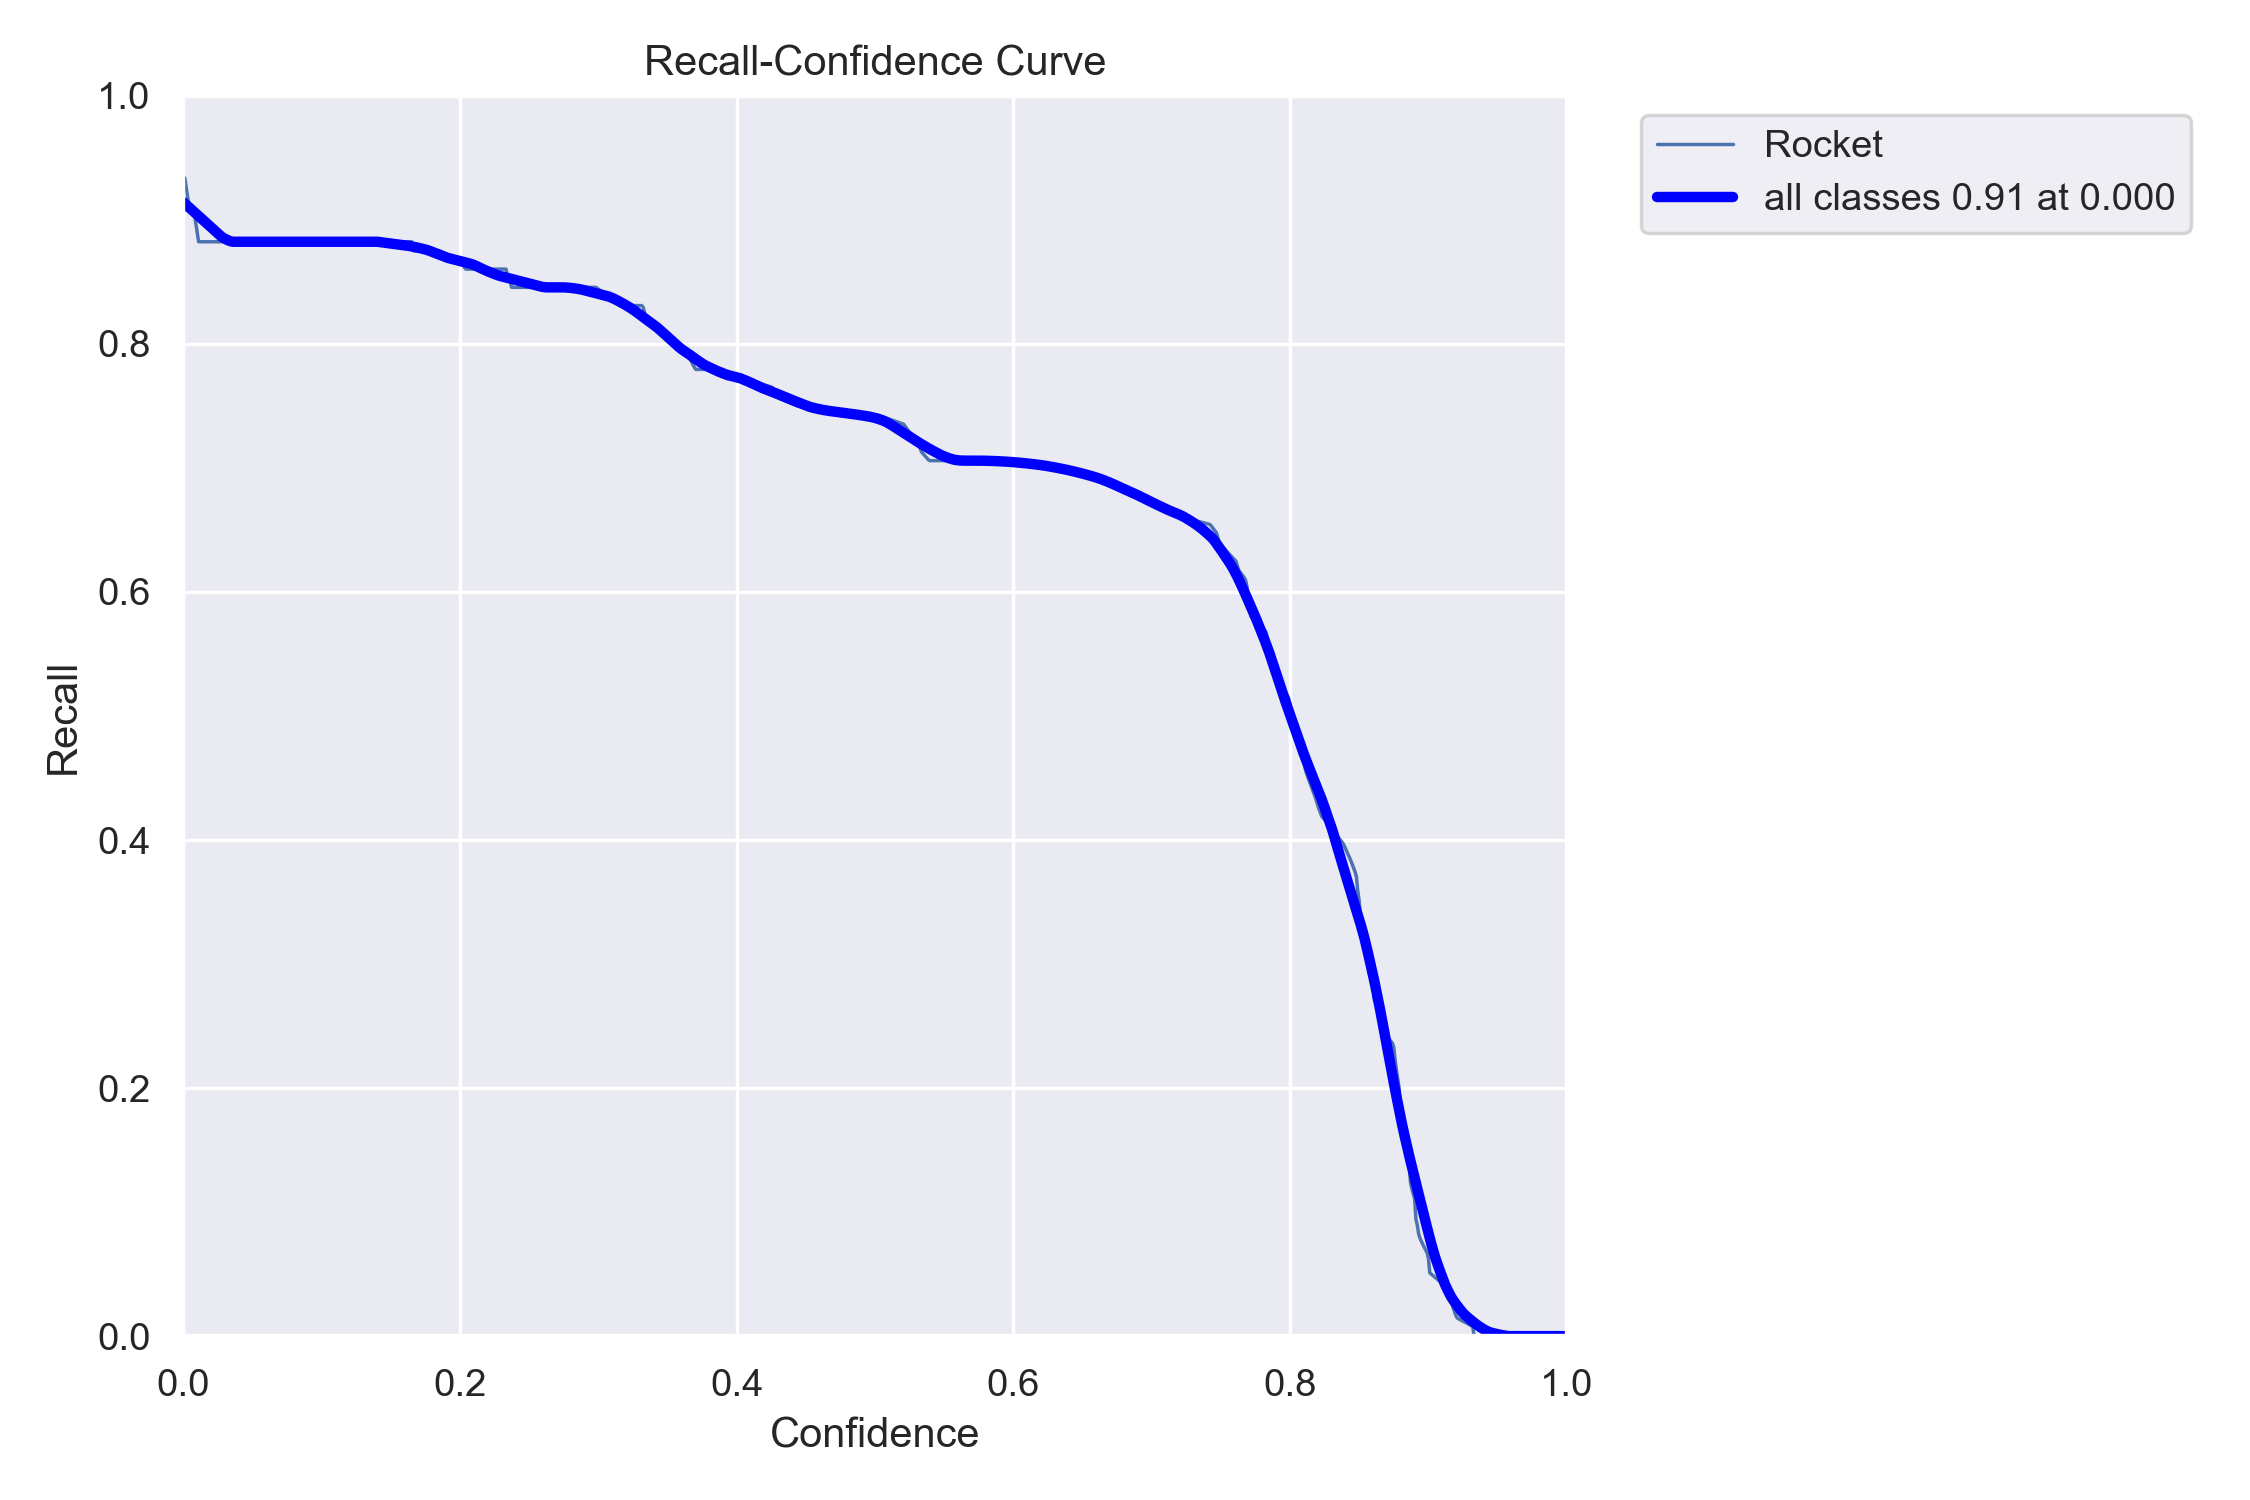 Recall-Confidence Curve
1.0
0.8
0.6
0.4
0.2
0.0
Recall
0.0 0.2 0.4 0.6 0.8 1.0
Confidence
Rocket
all classes 0.91 at 0.000